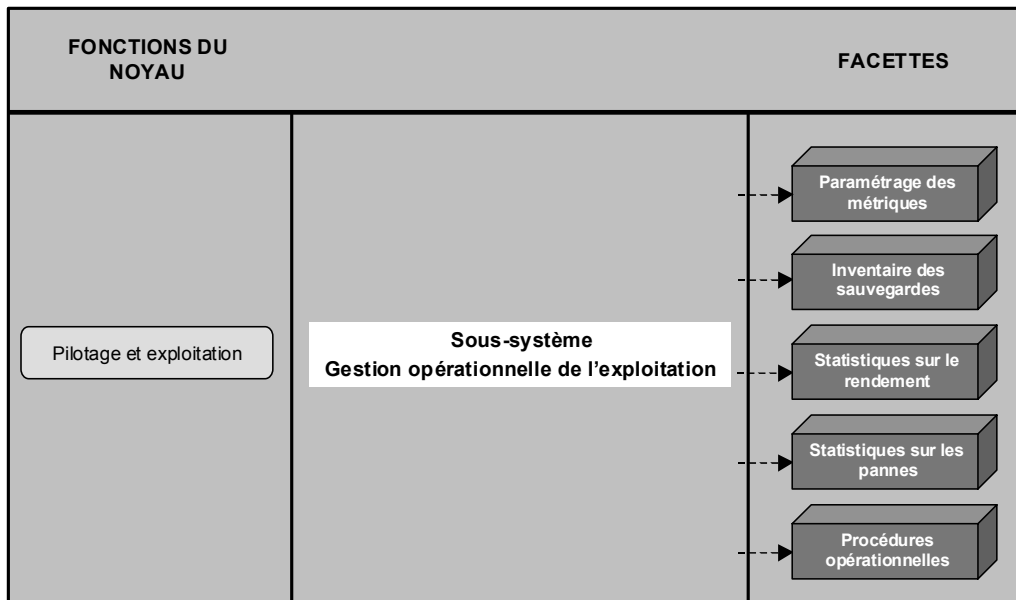 FONCTIONS DU
NOYAU
FACETTES
Pilotage et exploitation
Sous-système
Gestion opérationnelle de l’exploitation
Paramétrage des
métriques
Inventaire des
sauvegardes
Statistiques sur le
rendement
Statistiques sur les
pannes
Procédures
opérationnelles